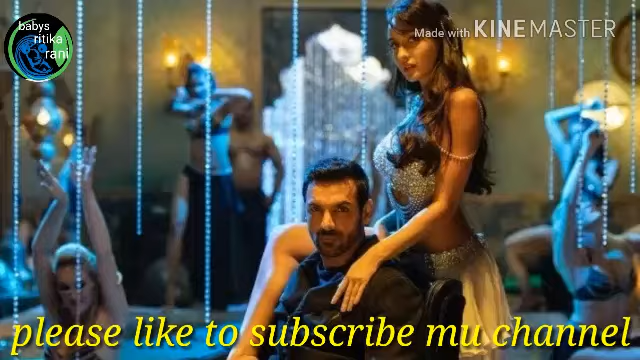 babys
ritika
rani
Made with KINEMASTER
please like to subscribe mu channel